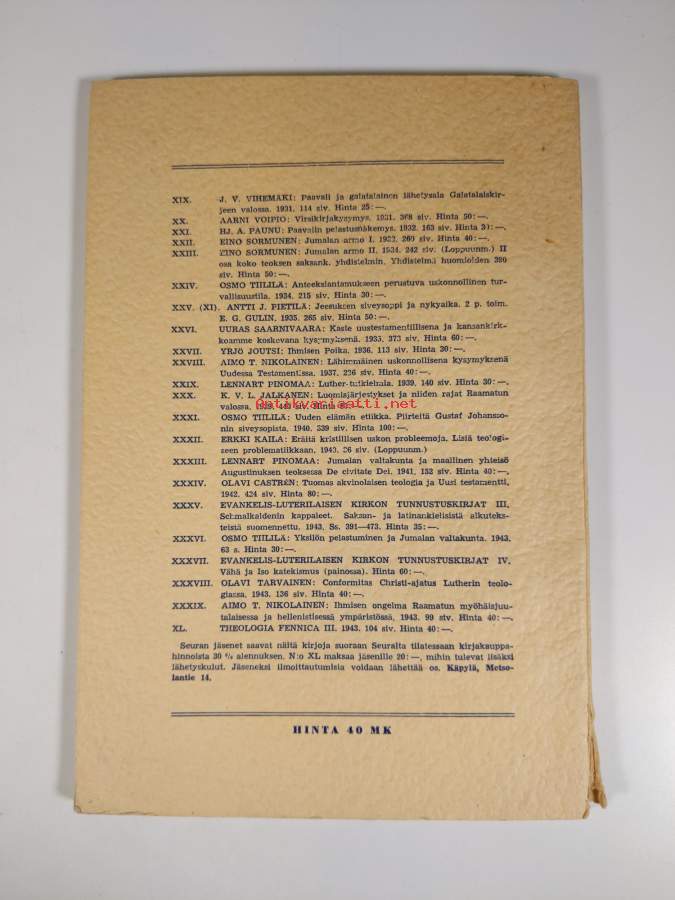 XIX. J. V. VIHEMÄKI: Paavali ja galatalainen lähetysala Galatalaiskir-
jeen valossa. 1931. 114 siv. Hinta 25:—.
XX. AARNI VOIPIO: Virsikirjakysymys. 1931. 368 siv. Hinta 50:—.
XXI. HJ. A. PAUNU: Paavalin pelastusnäkemys. 1932. 163 siv. Hinta 30:—.
XXII. EINO SORMUNEN: Jumalan armo I. 1932. 260 siv. Hinta 40:—.
XXIII. EINO SORMUNEN: Jumalan armo II. 1934. 242 siv. (Loppuunm.) II
osa koko teoksen saksank. yhdistelmin. Yhdistelmä huomioiden 390
siv. Hinta 50:—.
XXIV. OSMO TIILILÄ: Anteeksiantamukseen perustuva uskonnollinen tur-
vallisuustila. 1934. 215 siv. Hinta 30:—.
XXV. (XI). ANTTI J. PIETILÄ: Jeesuksen siveysoppi ja nykyaika. 2 p. toim.
E. G. GULIN. 1935. 265 siv. Hinta 50:—.
XXVI. UURAS SAARNIVAARA: Kaste uustestamentillisena ja kansankirk-
koamme koskevana kysymyksenä. 1935. 373 siv. Hinta 60:—.
XXVII. YRJÖ JOUTSI: Ihmisen Poika. 1936. 113 siv. Hinta 30:—.
XXVIII. AIMO T. NIKOLAINEN: Lähimmäinen uskonnollisena kysymyksenä
Uudessa Testamentissa. 1937. 236 siv. Hinta 40:—.
XXIX. LENNART PINOMAA: Luther-tutkielmia. 1939. 140 siv. Hinta 30:—.
XXX. K. V. L. JALKANEN: Luomisjärjestykset ja niiden rajat Raamatun
valossa. 1939. siv. Hinta
Antikvariaatti.net
XXXI. OSMO TIILILÄ: Uuden elämän etiikka. Piirteitä Gustaf Johansso-
nin siveysopista. 1940. 339 siv. Hinta 100:—.
XXXII. ERKKI KAILA: Eräitä kristillisen uskon probleemoja. Lisiä teologi-
seen problematiikkaan. 1940. 96 siv. (Loppuunm.)
XXXIII. LENNART PINOMAA: Jumalan valtakunta ja maallinen yhteisö
Augustinuksen teoksessa De civitate Dei. 1941. 152 siv. Hinta 40:—.
XXXIV. OLAVI CASTRÉN: Tuomas akvinolaisen teologia ja Uusi testamentti.
1942. 424 siv. Hinta 80:—.
XXXV. EVANKELIS-LUTERILAISEN KIRKON TUNNUSTUSKIRJAT III.
Schmalkaldenin kappaleet. Saksan- ja latinankielisistä alkuteks-
teistä suomennettu. 1943. Ss. 391—473. Hinta 35:—.
XXXVI. OSMO TIILILÄ: Yksilön pelastuminen ja Jumalan valtakunta. 1943.
63 s. Hinta 30:—.
XXXVII. EVANKELIS-LUTERILAISEN KIRKON TUNNUSTUSKIRJAT IV.
Vähä ja Iso katekismus (painossa). Hinta 60:—.
XXXVIII. OLAVI TARVAINEN: Conformitas Christi-ajatus Lutherin teolo-
giassa. 1943. 136 siv. Hinta 40:—.
XXXIX. AIMO T. NIKOLAINEN: Ihmisen ongelma Raamatun myöhäisjuu-
talaisessa ja hellenistisessä ympäristössä. 1943. 99 siv. Hinta 40:—.
XL. THEOLOGIA FENNICA III. 1943. 104 siv. Hinta 40:—.
Seuran jäsenet saavat näitä kirjoja suoraan Seuralta tilatessaan kirjakauppa-
hinnoista 30 % alennuksen. N:o XL maksaa jäsenille 20:—, mihin tulevat lisäksi
lähetyskulut. Jäseneksi ilmoittautumisia voidaan lähettää os. Käpylä, Metso-
lantie 14.
HINTA 40 MK